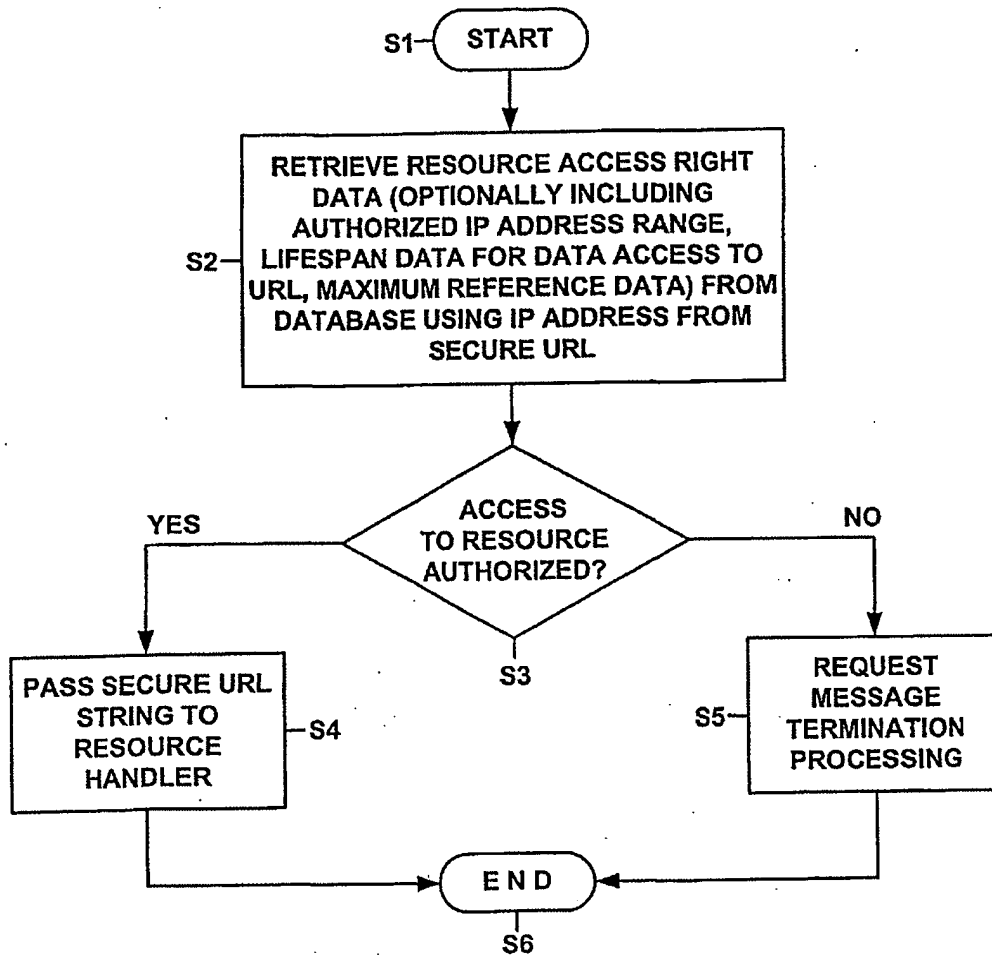 S1
START
RETRIEVE RESOURCE ACCESS RIGHT
DATA (OPTIONALLY INCLUDING
AUTHORIZED IP ADDRESS RANGE,
LIFESPAN DATA FOR DATA ACCESS TO
URL, MAXIMUM REFERENCE DATA) FROM
DATABASE USING IP ADDRESS FROM
SECURE URL
S2
ACCESS
TO RESOURCE
AUTHORIZED?
YES
NO
S3
PASS SECURE URL
STRING TO
RESOURCE
HANDLER
S4
REQUEST
MESSAGE
TERMINATION
PROCESSING
S5
E N D
S6